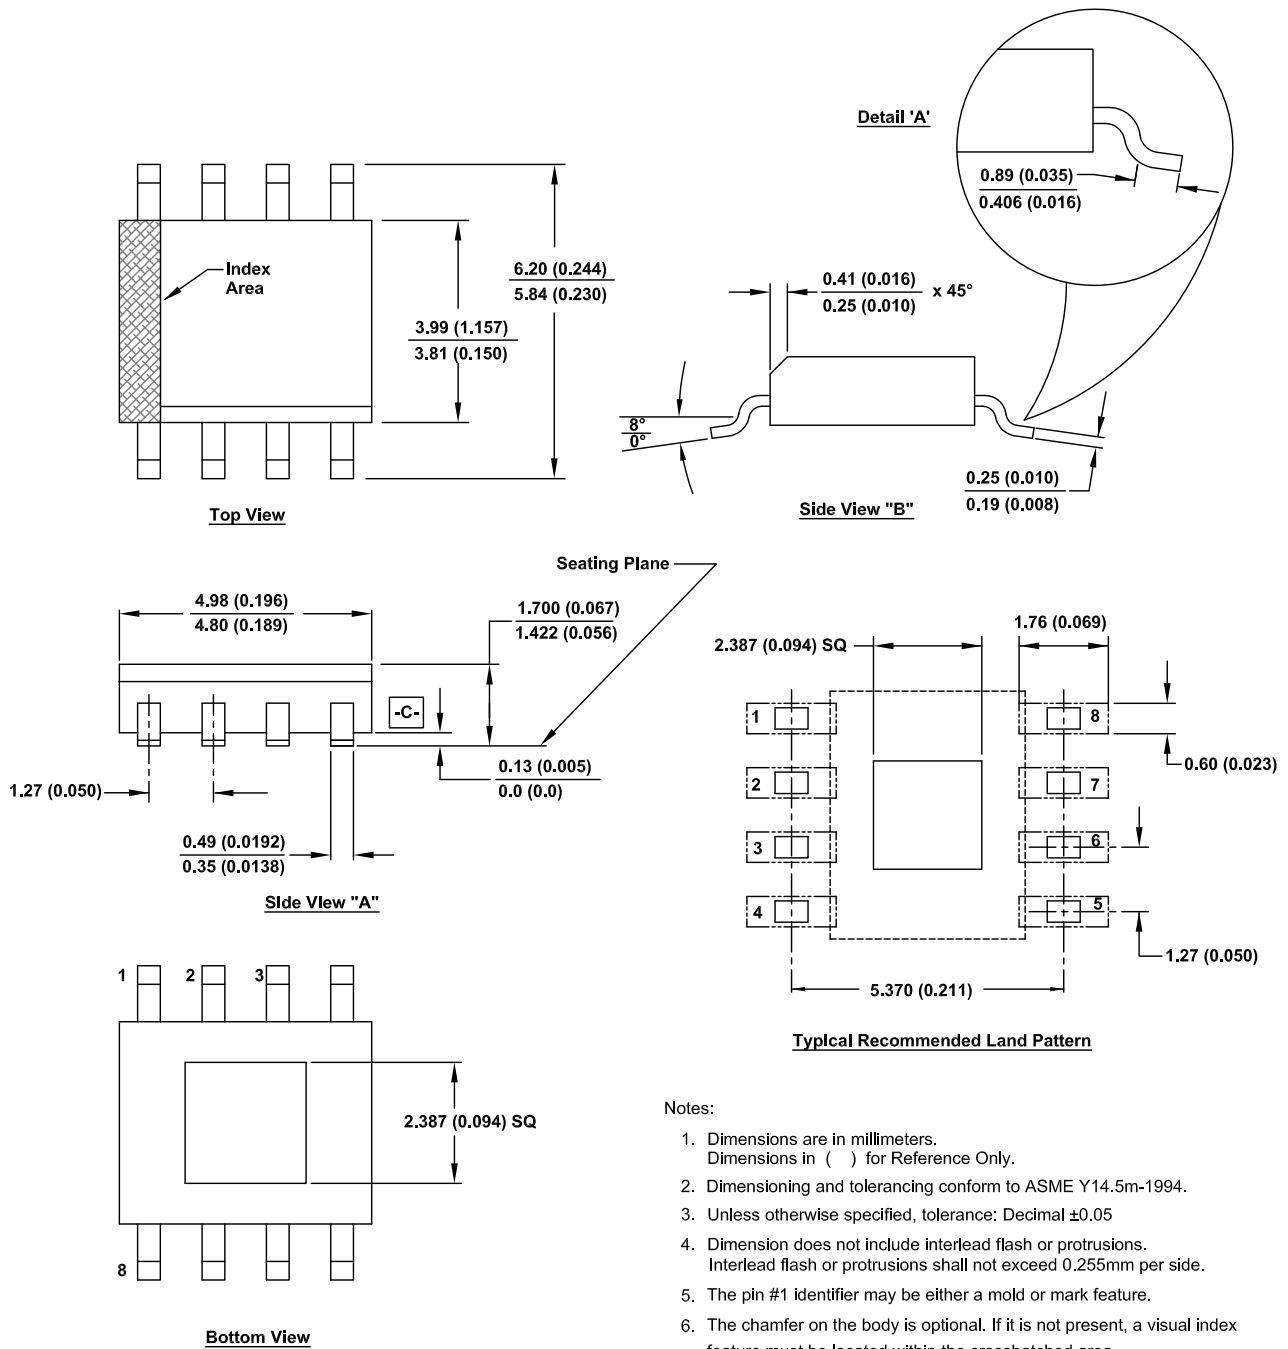 Detail 'A'
0.89 (0.035)
0.406 (0.016)
Index
Area
6.20 (0.244)
5.84 (0.230)
3.99 (1.157)
3.81 (0.150)
Top View
0.41 (0.016)
0.25 (0.010)
x 45°
8°
0°
0.25 (0.010)
0.19 (0.008)
Side View "B"
Seating Plane
4.98 (0.196)
4.80 (0.189)
1.700 (0.067)
1.422 (0.056)
-C-
0.13 (0.005)
0.0 (0.0)
1.27 (0.050)
0.49 (0.0192)
0.35 (0.0138)
Side View "A"
2.387 (0.094) SQ
1.76 (0.069)
1
8
0.60 (0.023)
2
7
3
6
4
5
1.27 (0.050)
5.370 (0.211)
Typical Recommended Land Pattern
1
2
3
2.387 (0.094) SQ
8
Bottom View
Notes:
1. Dimensions are in millimeters.
Dimensions in ( ) for Reference Only.
2. Dimensioning and tolerancing conform to ASME Y14.5m-1994.
3. Unless otherwise specified, tolerance: Decimal ±0.05
4. Dimension does not include interlead flash or protrusions.
Interlead flash or protrusions shall not exceed 0.255mm per side.
5. The pin #1 identifier may be either a mold or mark feature.
6. The chamfer on the body is optional. If it is not present, a visual index
feature must be located within the crosshatched area.